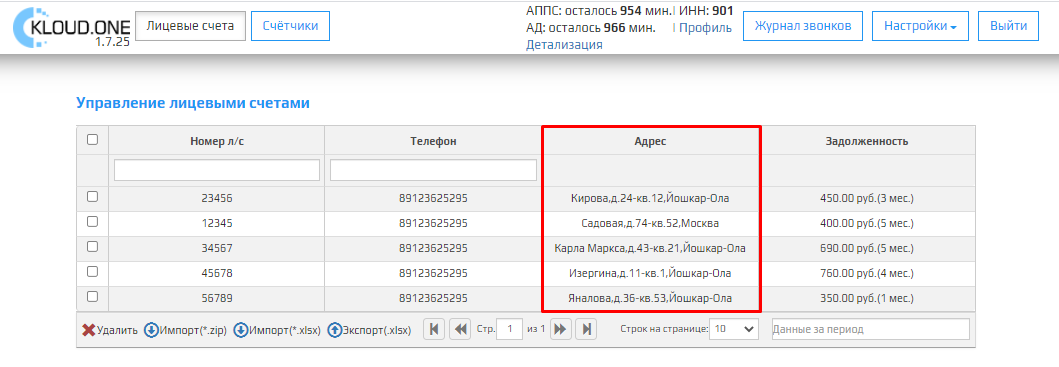 KLOUD.ONE
1.7.25
Лицевые счета
Счётчики
АППС: осталось 954 мин. | ИНН: 901
АД: осталось 966 мин. | Профиль
Детализация
Журнал звонков
Настройки
Выйти
Управление лицевыми счетами
Номер л/с Телефон Адрес Задолженность
23456 89123625295 Кирова,д.24-кв.12,Йошкар-Ола 450.00 руб.(3 мес.)
12345 89123625295 Садовая,д.74-кв.52,Москва 400.00 руб.(5 мес.)
34567 89123625295 Карла Маркса,д.43-кв.21,Йошкар-Ола 690.00 руб.(5 мес.)
45678 89123625295 Изергина,д.11-кв.1,Йошкар-Ола 760.00 руб.(4 мес.)
56789 89123625295 Яналова,д.36-кв.53,Йошкар-Ола 350.00 руб.(1 мес.)
Удалить Импорт(*.zip) Импорт(*.xlsx) Экспорт(.xlsx) Стр. 1 из 1 Строк на странице: 10 Данные за период